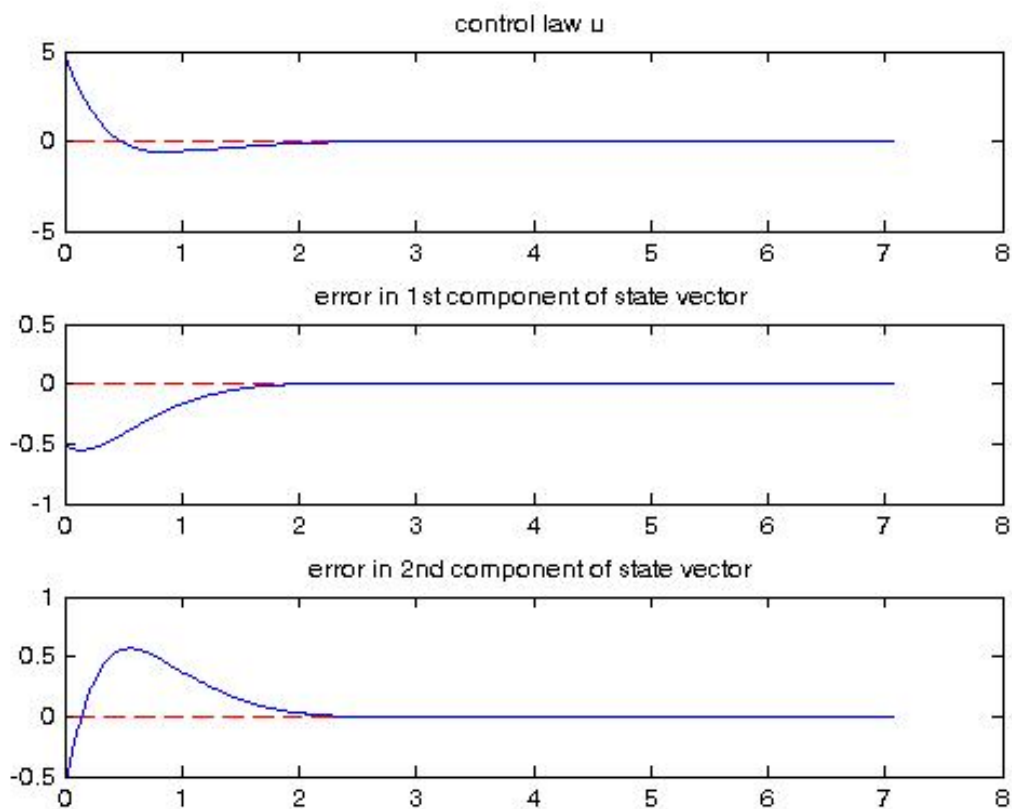 control law u
5
0
-5
0 1 2 3 4 5 6 7 8
error in 1st component of state vector
0.5
0
-0.5
-1
0 1 2 3 4 5 6 7 8
error in 2nd component of state vector
1
0.5
0
-0.5
0 1 2 3 4 5 6 7 8